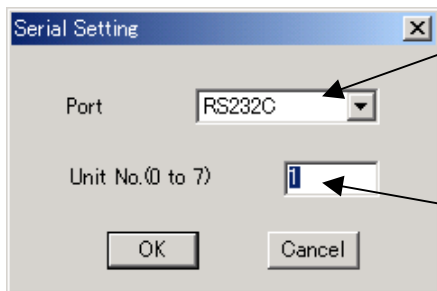 Serial Setting
Port RS232C
Unit No.(0 to 7) 1
OK Cancel